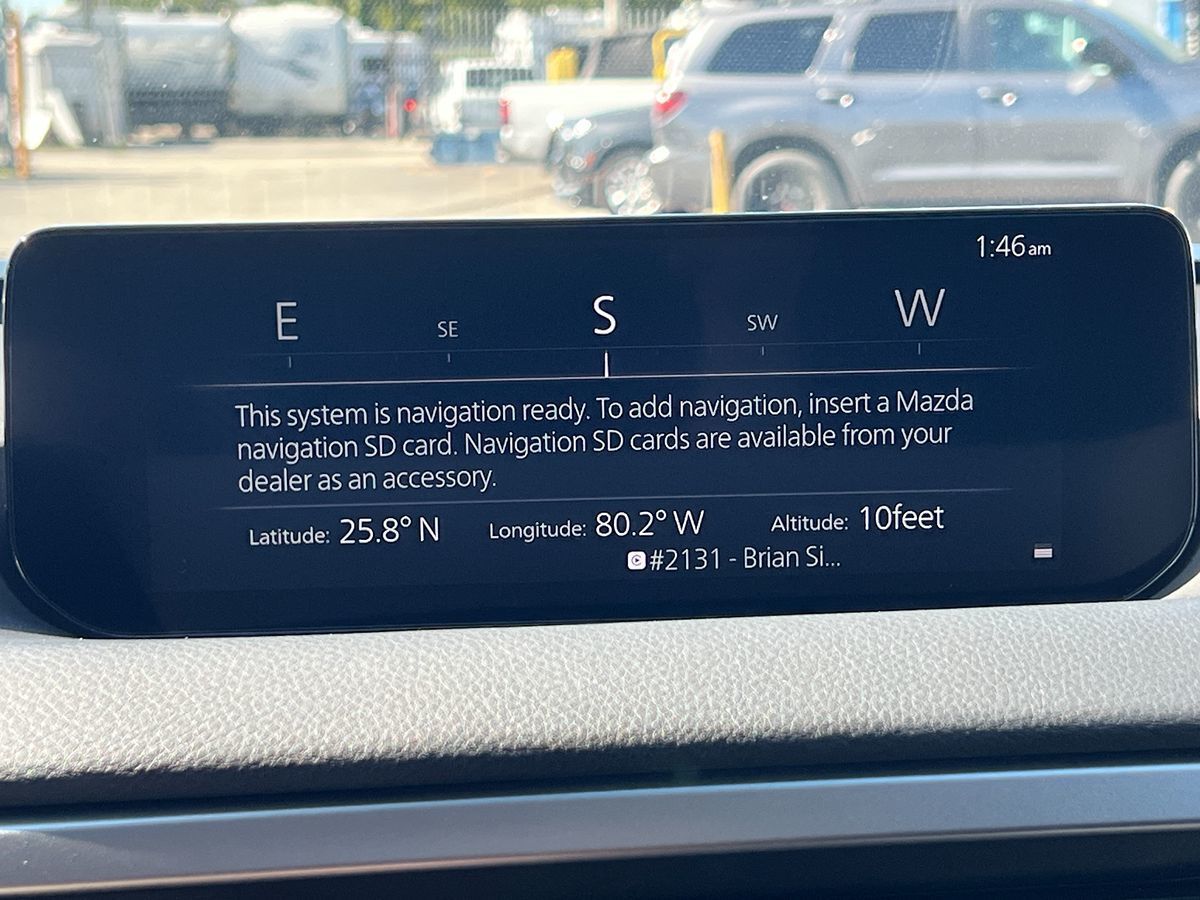 1:46am
E SE S SW W
This system is navigation ready. To add navigation, insert a Mazda
navigation SD card. Navigation SD cards are available from your
dealer as an accessory.
Latitude: 25.8° N Longitude: 80.2° W Altitude: 10feet
#2131 - Brian Si...